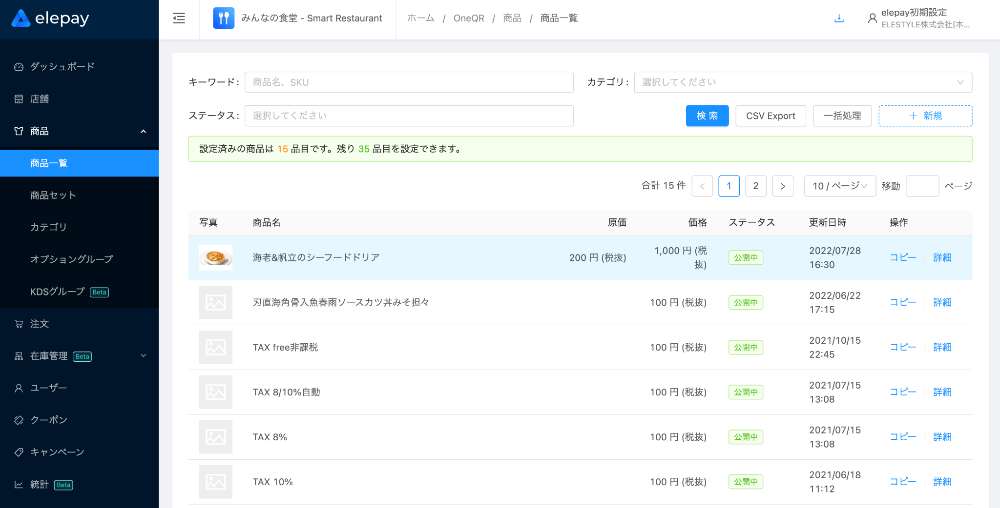 elepay
みんなの食堂 - Smart Restaurant
ホーム / OneQR / 商品 / 商品一覧
elepay初期設定
ELESTYLE株式会社[本...
ダッシュボード
店舗
商品
商品一覧
商品セット
カテゴリ
オプショングループ
KDSグループ Beta
注文
在庫管理 Beta
ユーザー
クーポン
キャンペーン
統計 Beta
キーワード: 商品名、SKU
カテゴリ: 選択してください
ステータス: 選択してください
検索 CSV Export 一括処理 + 新規
設定済みの商品は 15 品目です。残り 35 品目を設定できます。
合計 15 件 < 1 2 > 10 / ページ 移動 ページ
写真 商品名 原価 価格 ステータス 更新日時 操作
海老&帆立のシーフードドリア 200 円 (税抜) 1,000 円 (税
抜) 公開中 2022/07/28
16:30 コピー 詳細
刃直海角骨入魚春雨ソースカツ丼みそ担々 100 円 (税抜) 公開中 2022/06/22
17:15 コピー 詳細
TAX free非課税 100 円 (税抜) 公開中 2021/10/15
22:45 コピー 詳細
TAX 8/10%自動 100 円 (税抜) 公開中 2021/07/15
13:08 コピー 詳細
TAX 8% 100 円 (税抜) 公開中 2021/07/15
13:08 コピー 詳細
TAX 10% 100 円 (税抜) 公開中 2021/06/18
11:12 コピー 詳細